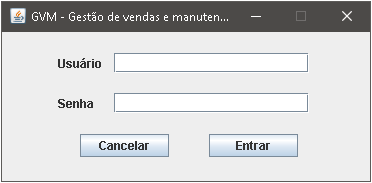 GVM - Gestão de vendas e manuten...
Usuário
Senha
Cancelar Entrar